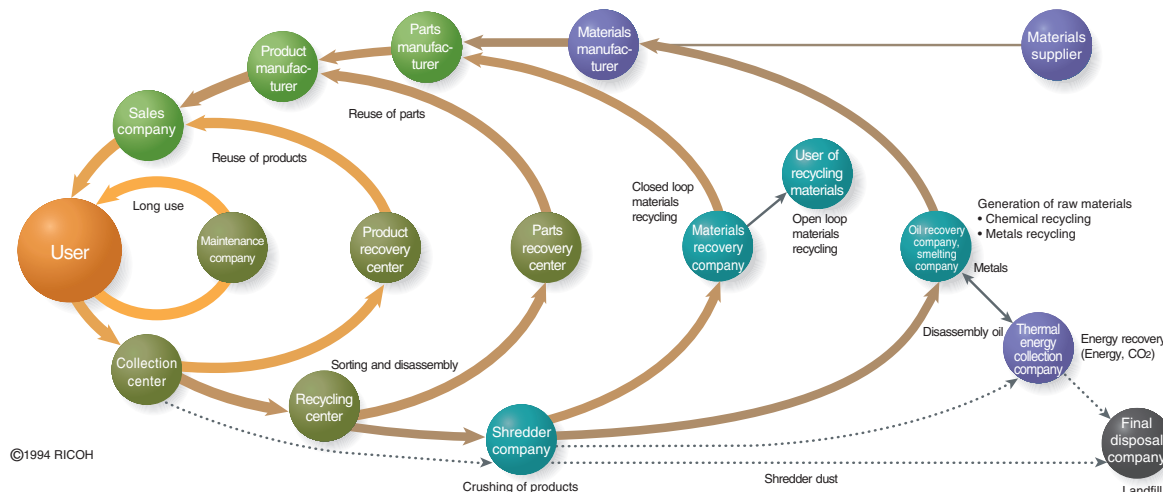 Parts
manufac-
turer
Materials
manufac-
turer
Materials
supplier
Product
manufac-
turer
Sales
company
Reuse of parts
Reuse of products
User of
recycling
materials
Long use
Closed loop
materials
recycling
Open loop
materials
recycling
Generation of raw materials
• Chemical recycling
• Metals recycling
User
Maintenance
company
Product
recovery
center
Parts
recovery
center
Materials
recovery
company
Oil recovery
company,
smelting
company
Metals
Disassembly oil
Thermal
energy
collection
company
Energy recovery
(Energy, CO2)
Collection
center
Sorting and disassembly
Recycling
center
Shredder
company
Final
disposal
company
©1994 RICOH
Crushing of products
Shredder dust
Landfill